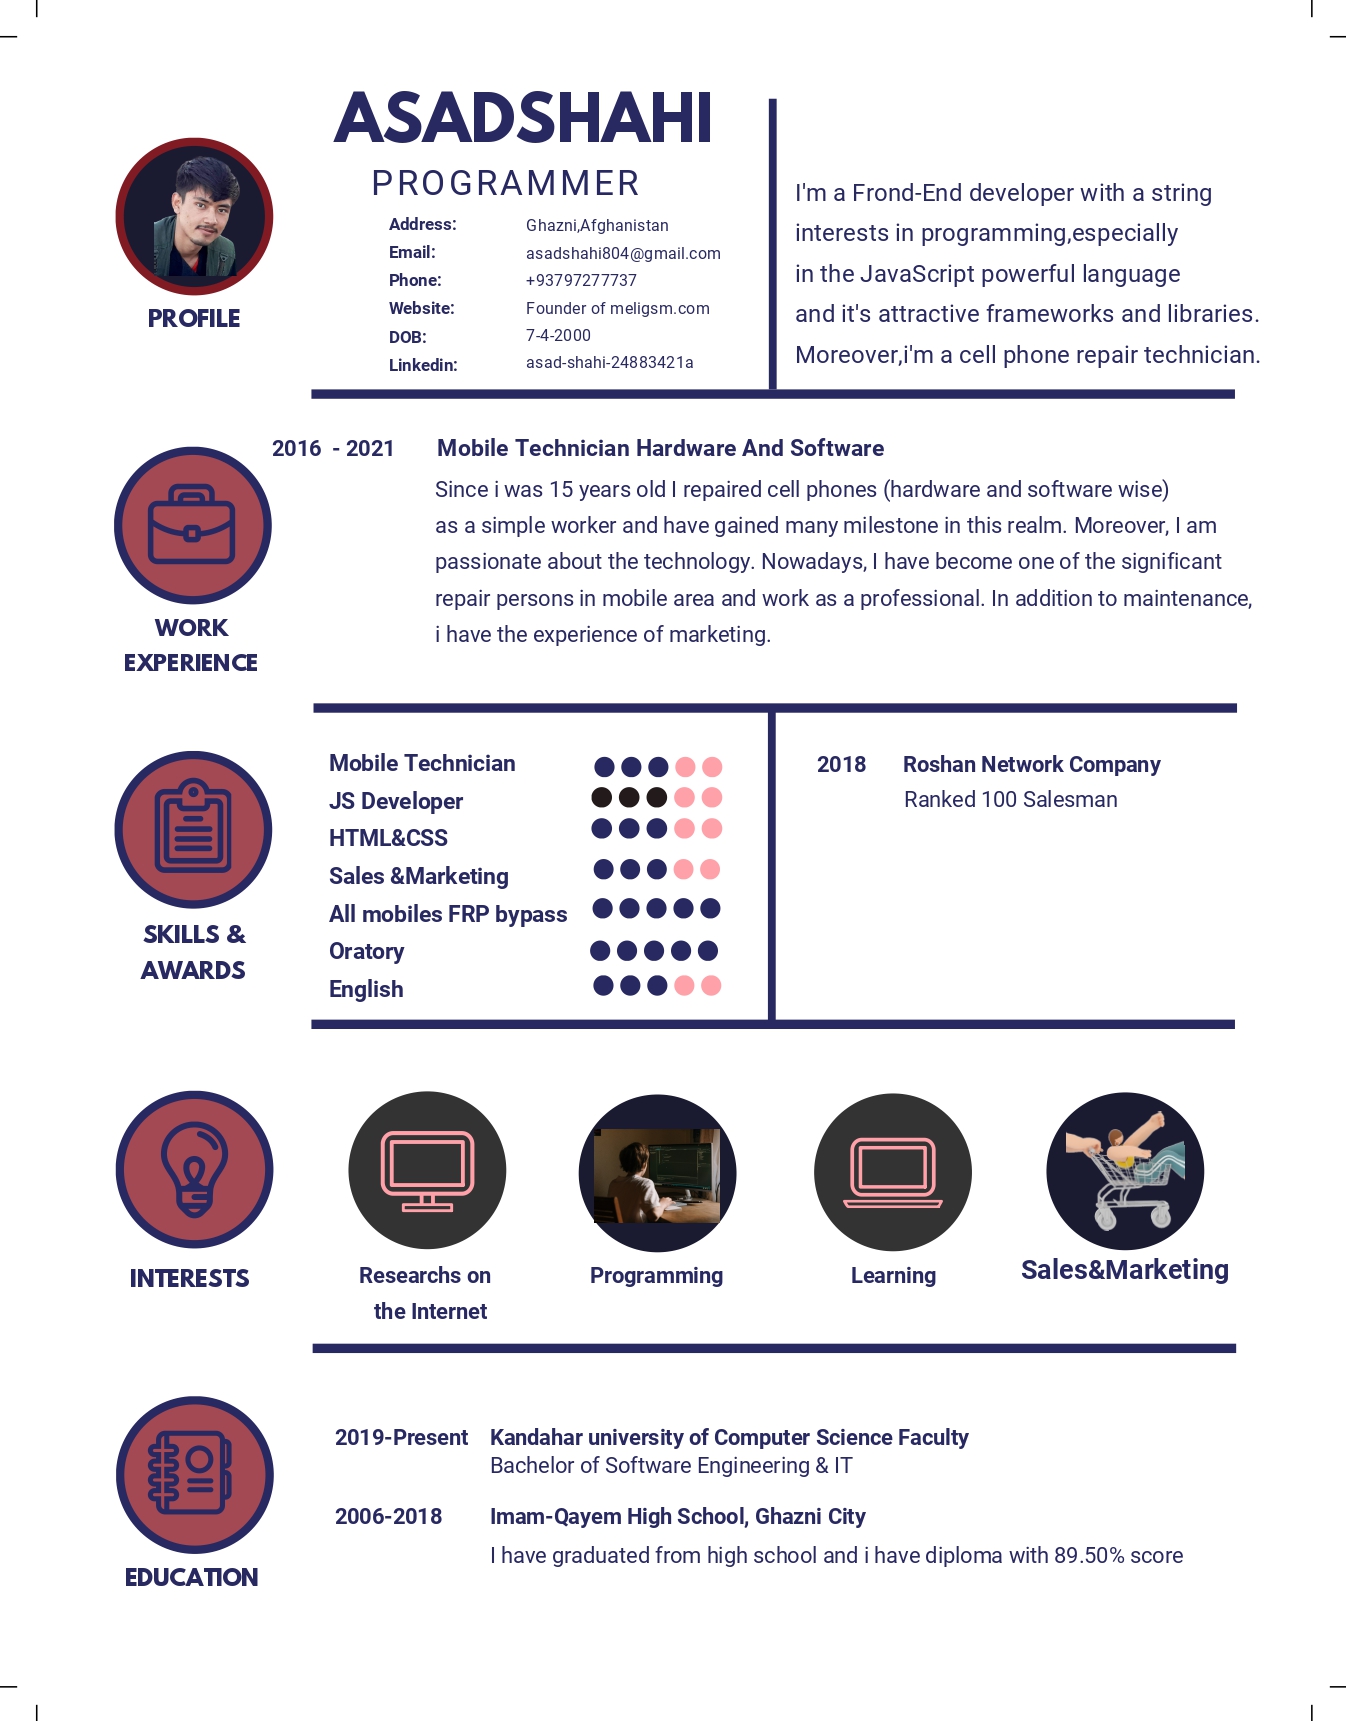 ASADSHAHI
PROGRAMMER
Address: Ghazni,Afghanistan
Email: asadshahi804@gmail.com
Phone: +93797277737
Website: Founder of meligsm.com
DOB: 7-4-2000
Linkedin: asad-shahi-24883421a
PROFILE
I'm a Frond-End developer with a string
interests in programming,especially
in the JavaScript powerful language
and it's attractive frameworks and libraries.
Moreover,i'm a cell phone repair technician.
WORK
EXPERIENCE
2016 - 2021 Mobile Technician Hardware And Software
Since i was 15 years old I repaired cell phones (hardware and software wise)
as a simple worker and have gained many milestone in this realm. Moreover, I am
passionate about the technology. Nowadays, I have become one of the significant
repair persons in mobile area and work as a professional. In addition to maintenance,
i have the experience of marketing.
SKILLS &
AWARDS
Mobile Technician
JS Developer
HTML&CSS
Sales &Marketing
All mobiles FRP bypass
Oratory
English
2018 Roshan Network Company
Ranked 100 Salesman
INTERESTS
Researchs on
the Internet
Programming
Learning
Sales&Marketing
EDUCATION
2019-Present Kandahar university of Computer Science Faculty
Bachelor of Software Engineering & IT
2006-2018 Imam-Qayem High School, Ghazni City
I have graduated from high school and i have diploma with 89.50% score